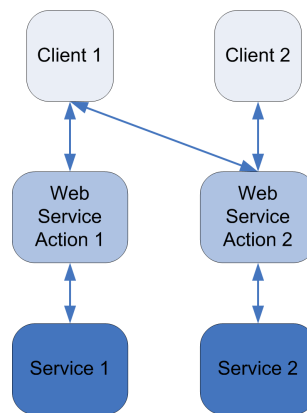 Client 1
Client 2
Web
Service
Action 1
Web
Service
Action 2
Service 1
Service 2